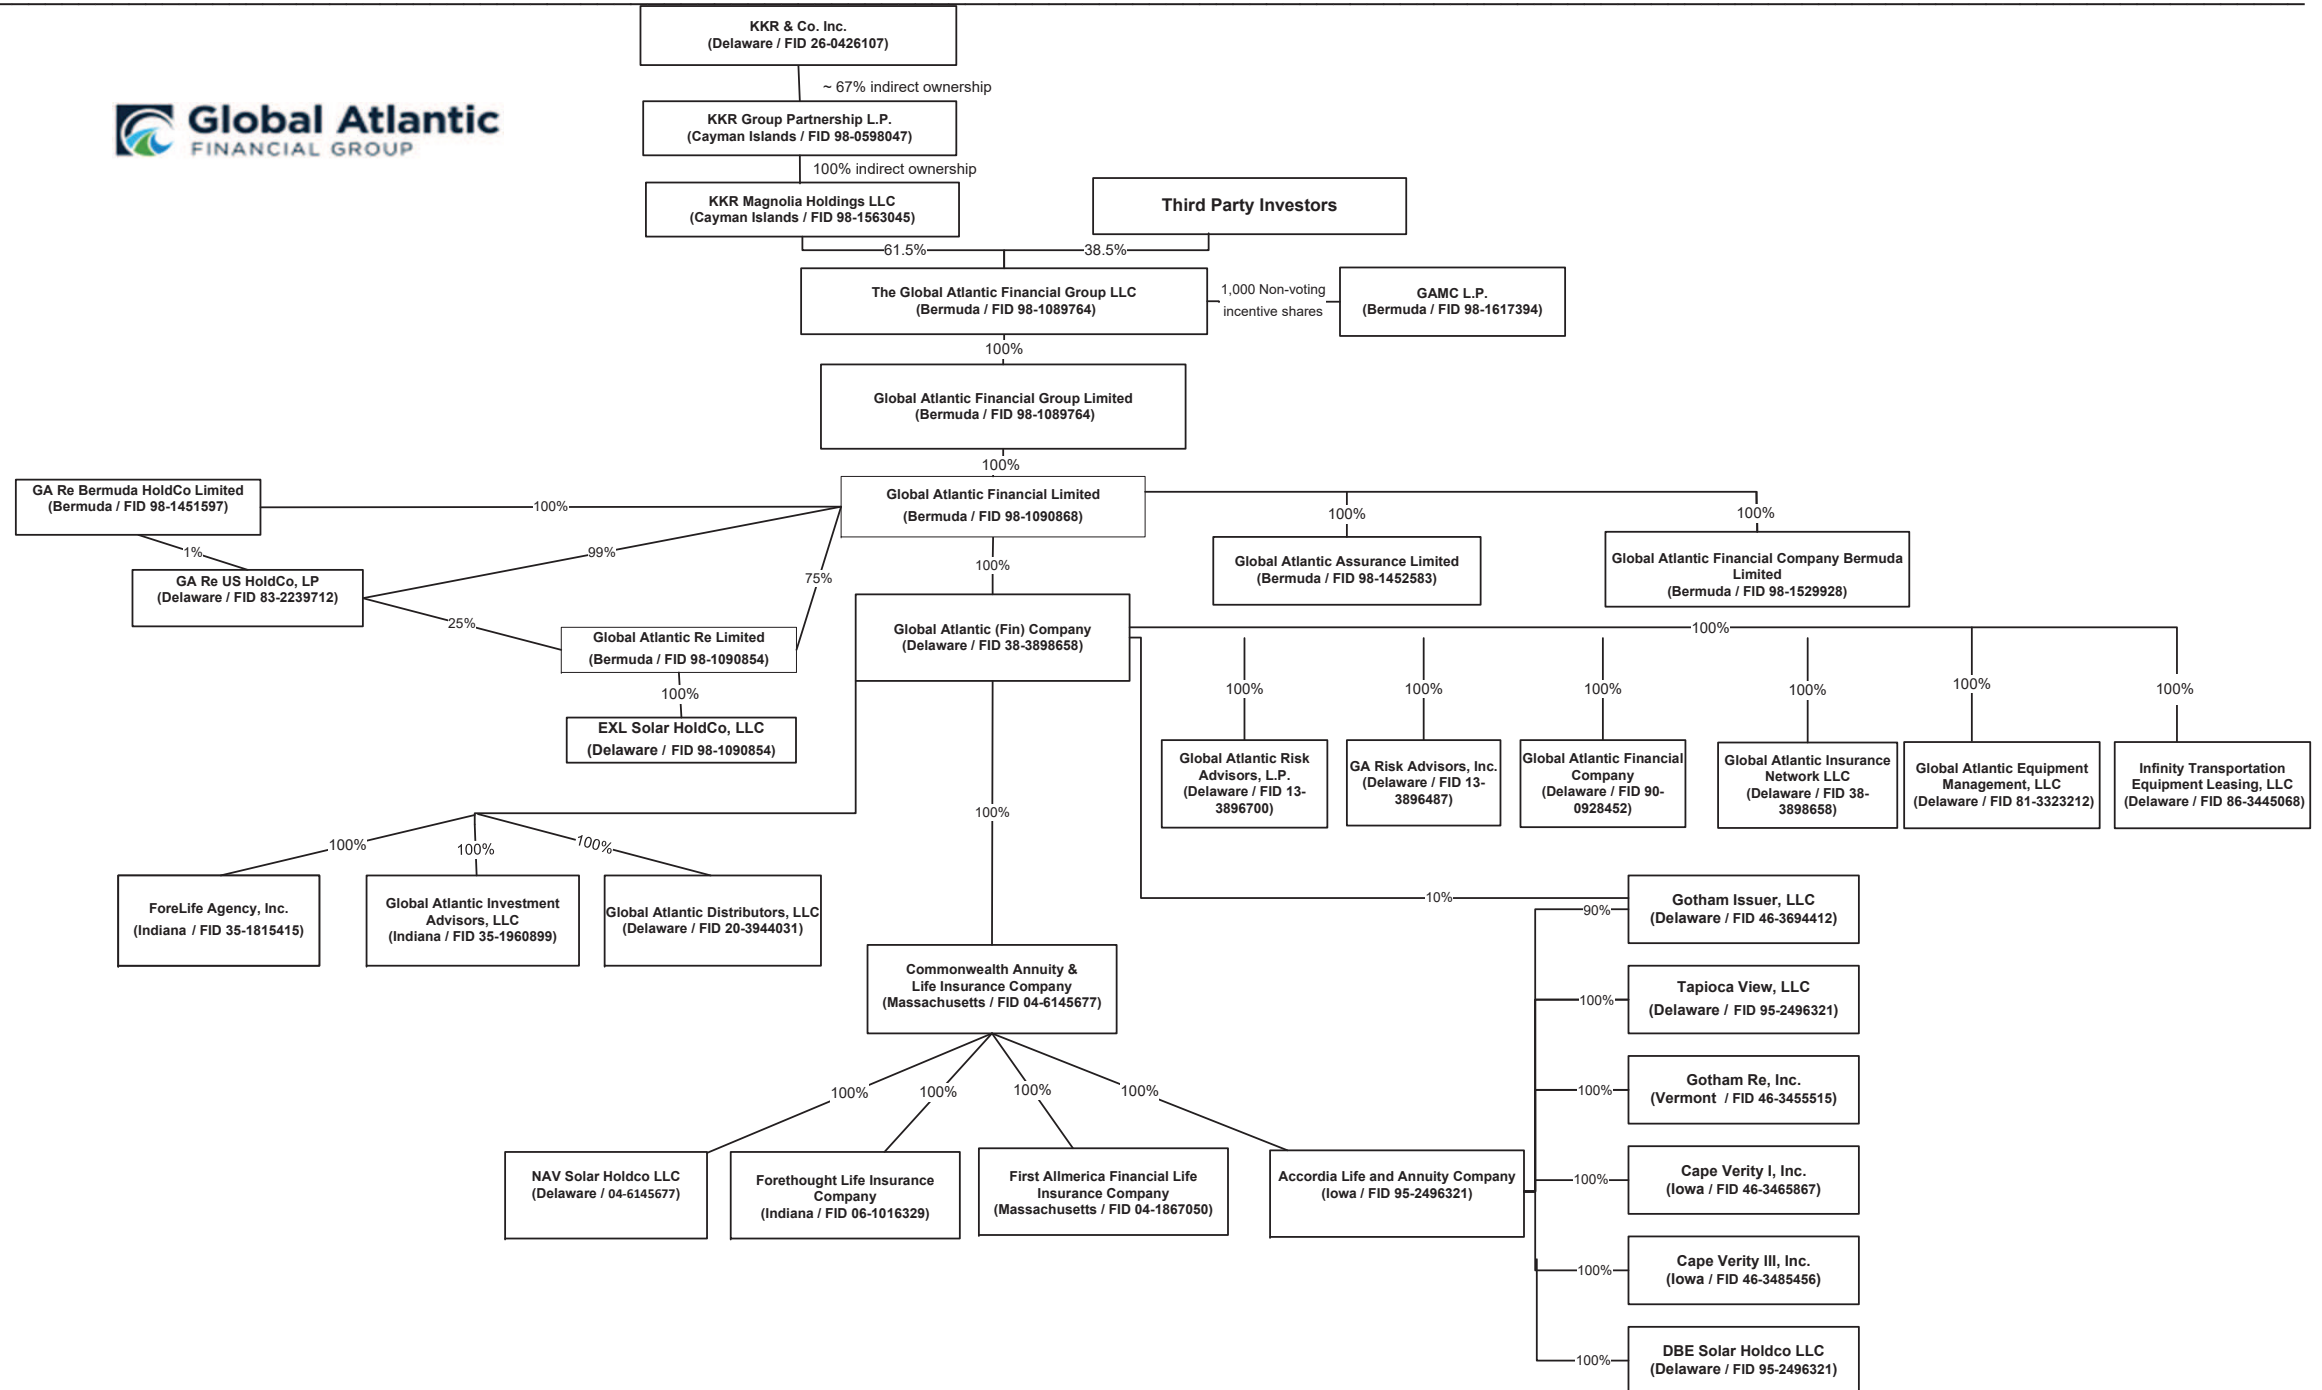 KKR & Co. Inc.
(Delaware / FID 26-0426107)
~ 67% indirect ownership
Global Atlantic
FINANCIAL GROUP
KKR Group Partnership L.P.
(Cayman Islands / FID 98-0598047)
100% indirect ownership
KKR Magnolia Holdings LLC
(Cayman Islands / FID 98-1563045)
Third Party Investors
61.5%
38.5%
The Global Atlantic Financial Group LLC
(Bermuda / FID 98-1089764)
1,000 Non-voting
incentive shares
GAMC L.P.
(Bermuda / FID 98-1617394)
100%
Global Atlantic Financial Group Limited
(Bermuda / FID 98-1089764)
100%
GA Re Bermuda HoldCo Limited
(Bermuda / FID 98-1451597)
100%
Global Atlantic Financial Limited
(Bermuda / FID 98-1090868)
100%
100%
1%
99%
75%
100%
Global Atlantic Assurance Limited
(Bermuda / FID 98-1452583)
Global Atlantic Financial Company Bermuda
Limited
(Bermuda / FID 98-1529928)
GA Re US HoldCo, LP
(Delaware / FID 83-2239712)
25%
Global Atlantic Re Limited
(Bermuda / FID 98-1090854)
Global Atlantic (Fin) Company
(Delaware / FID 38-3898658)
100%
100%
EXL Solar HoldCo, LLC
(Delaware / FID 98-1090854)
100%
100%
100%
100%
100%
100%
Global Atlantic Risk
Advisors, L.P.
(Delaware / FID 13-
3896700)
GA Risk Advisors, Inc.
(Delaware / FID 13-
3896487)
Global Atlantic Financial
Company
(Delaware / FID 90-
0928452)
Global Atlantic Insurance
Network LLC
(Delaware / FID 38-
3898658)
Global Atlantic Equipment
Management, LLC
(Delaware / FID 81-3323212)
Infinity Transportation
Equipment Leasing, LLC
(Delaware / FID 86-3445068)
100%
100%
100%
100%
ForeLife Agency, Inc.
(Indiana / FID 35-1815415)
Global Atlantic Investment
Advisors, LLC
(Indiana / FID 35-1960899)
Global Atlantic Distributors, LLC
(Delaware / FID 20-3944031)
10%
90%
Gotham Issuer, LLC
(Delaware / FID 46-3694412)
Commonwealth Annuity &
Life Insurance Company
(Massachusetts / FID 04-6145677)
100%
Tapioca View, LLC
(Delaware / FID 95-2496321)
100%
100%
100%
100%
100%
Gotham Re, Inc.
(Vermont / FID 46-3455515)
NAV Solar Holdco LLC
(Delaware / 04-6145677)
Forethought Life Insurance
Company
(Indiana / FID 06-1016329)
First Allmerica Financial Life
Insurance Company
(Massachusetts / FID 04-1867050)
Accordia Life and Annuity Company
(Iowa / FID 95-2496321)
100%
Cape Verity I, Inc.
(Iowa / FID 46-3465867)
100%
Cape Verity III, Inc.
(Iowa / FID 46-3485456)
100%
DBE Solar Holdco LLC
(Delaware / FID 95-2496321)